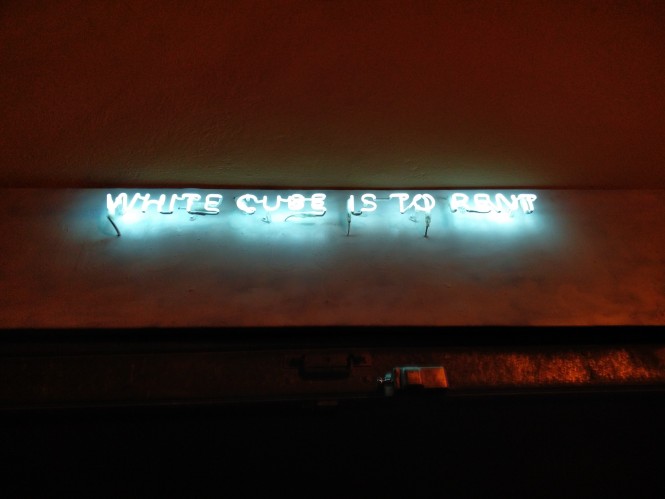 WHITE CUBE IS TO RENT